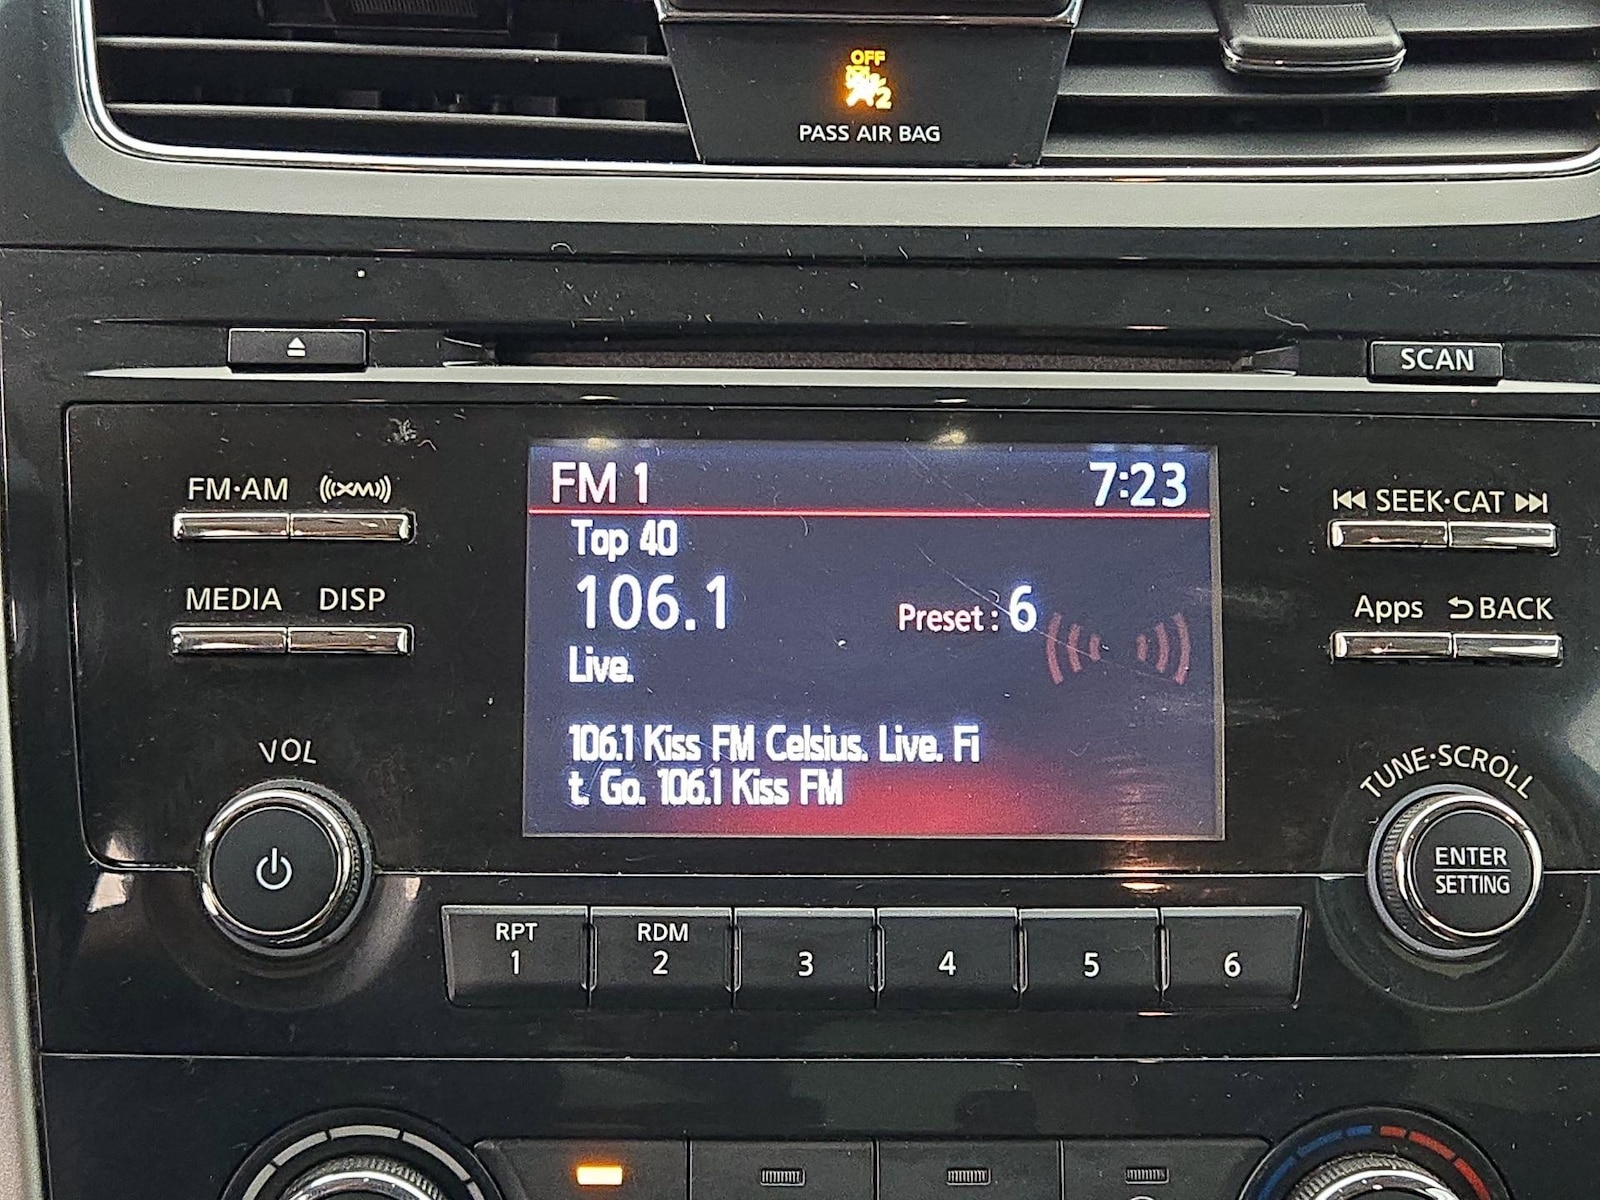 OFF
2
PASS AIR BAG
SCAN
FM·AM (((XM)))
FM 1 7:23
SEEK·CAT
Top 40
106.1 Preset : 6
MEDIA DISP
Apps BACK
Live.
106.1 Kiss FM Celsius. Live. Fi
t. Go. 106.1 Kiss FM
VOL
TUNE·SCROLL
ENTER
SETTING
RPT RDM
1 2 3 4 5 6